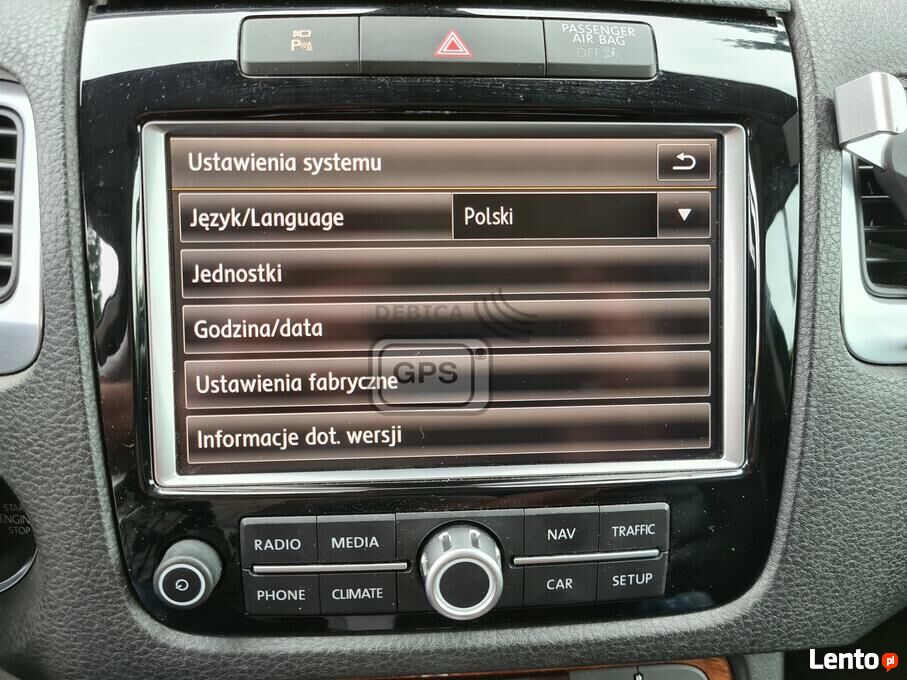 P
PASSENGER
AIR BAG
OFF
Ustawienia systemu
Język/Language
Polski
Jednostki
DEBICA
Godzina/data
GPS
Ustawienia fabryczne
Informacje dot. wersji
START
ENGINE
STOP
RADIO
MEDIA
NAV
TRAFFIC
PHONE
CLIMATE
CAR
SETUP
Lento.pl